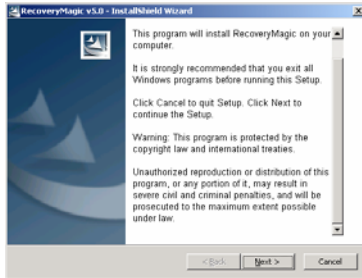 RecoveryMagic v5.0 - InstallShield Wizard
This program will install RecoveryMagic on your
computer.
It is strongly recommended that you exit all
Windows programs before running this Setup.
Click Cancel to quit Setup. Click Next to
continue the Setup.
Warning: This program is protected by the
copyright law and international treaties.
Unauthorized reproduction or distribution of this
program, or any portion of it, may result in
severe civil and criminal penalties, and will be
prosecuted to the maximum extent possible
under law.
< Back
Next >
Cancel